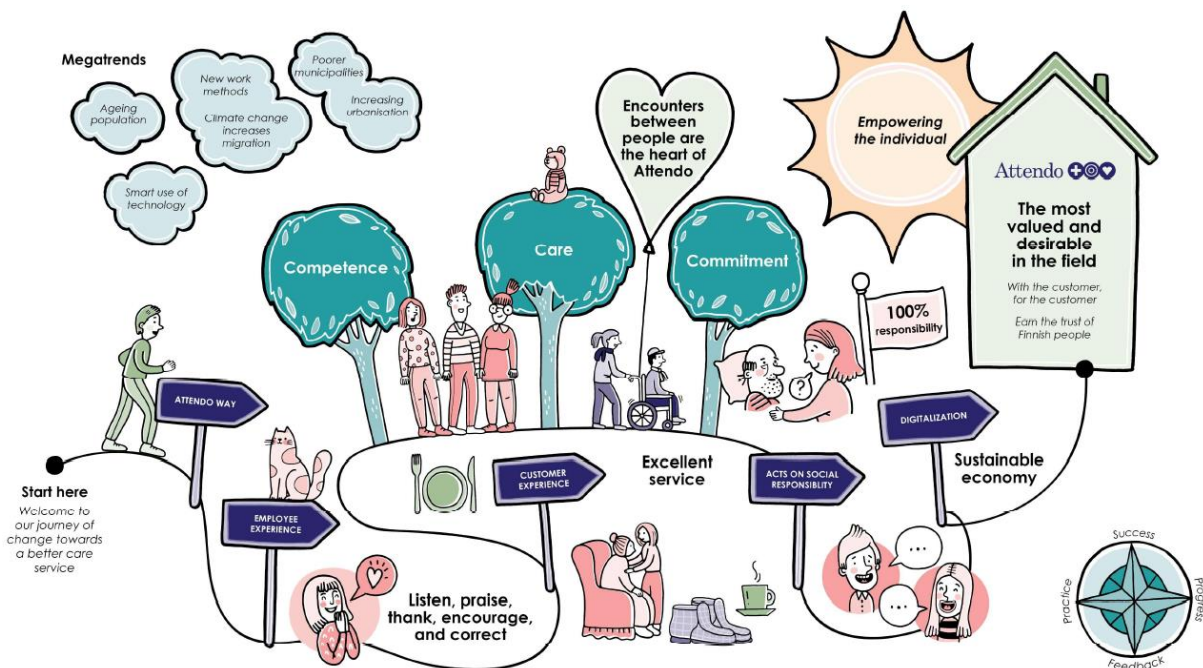 Megatrends
Ageing
population
New work
methods
Climate change
increases
migration
Poorer
municipalities
Increasing
urbanisation
Smart use of
technology
Encounters
between
people are
the heart of
Attendo
Empowering
the individual
Attendo
The most
valued and
desirable
in the field
With the customer,
for the customer
Earn the trust of
Finnish people
Competence
Care
Commitment
100%
responsibility
?
ATTENDO WAY
Start here
Welcome to
our journey of
change towards
a better care
service
EMPLOYEE
EXPERIENCE
Listen, praise,
thank, encourage,
and correct
CUSTOMER
EXPERIENCE
Excellent
service
ACTS ON SOCIAL
RESPONSIBLITY
DIGITALIZATION
Sustainable
economy
...
...
Success
Practice
Progress
Feedback